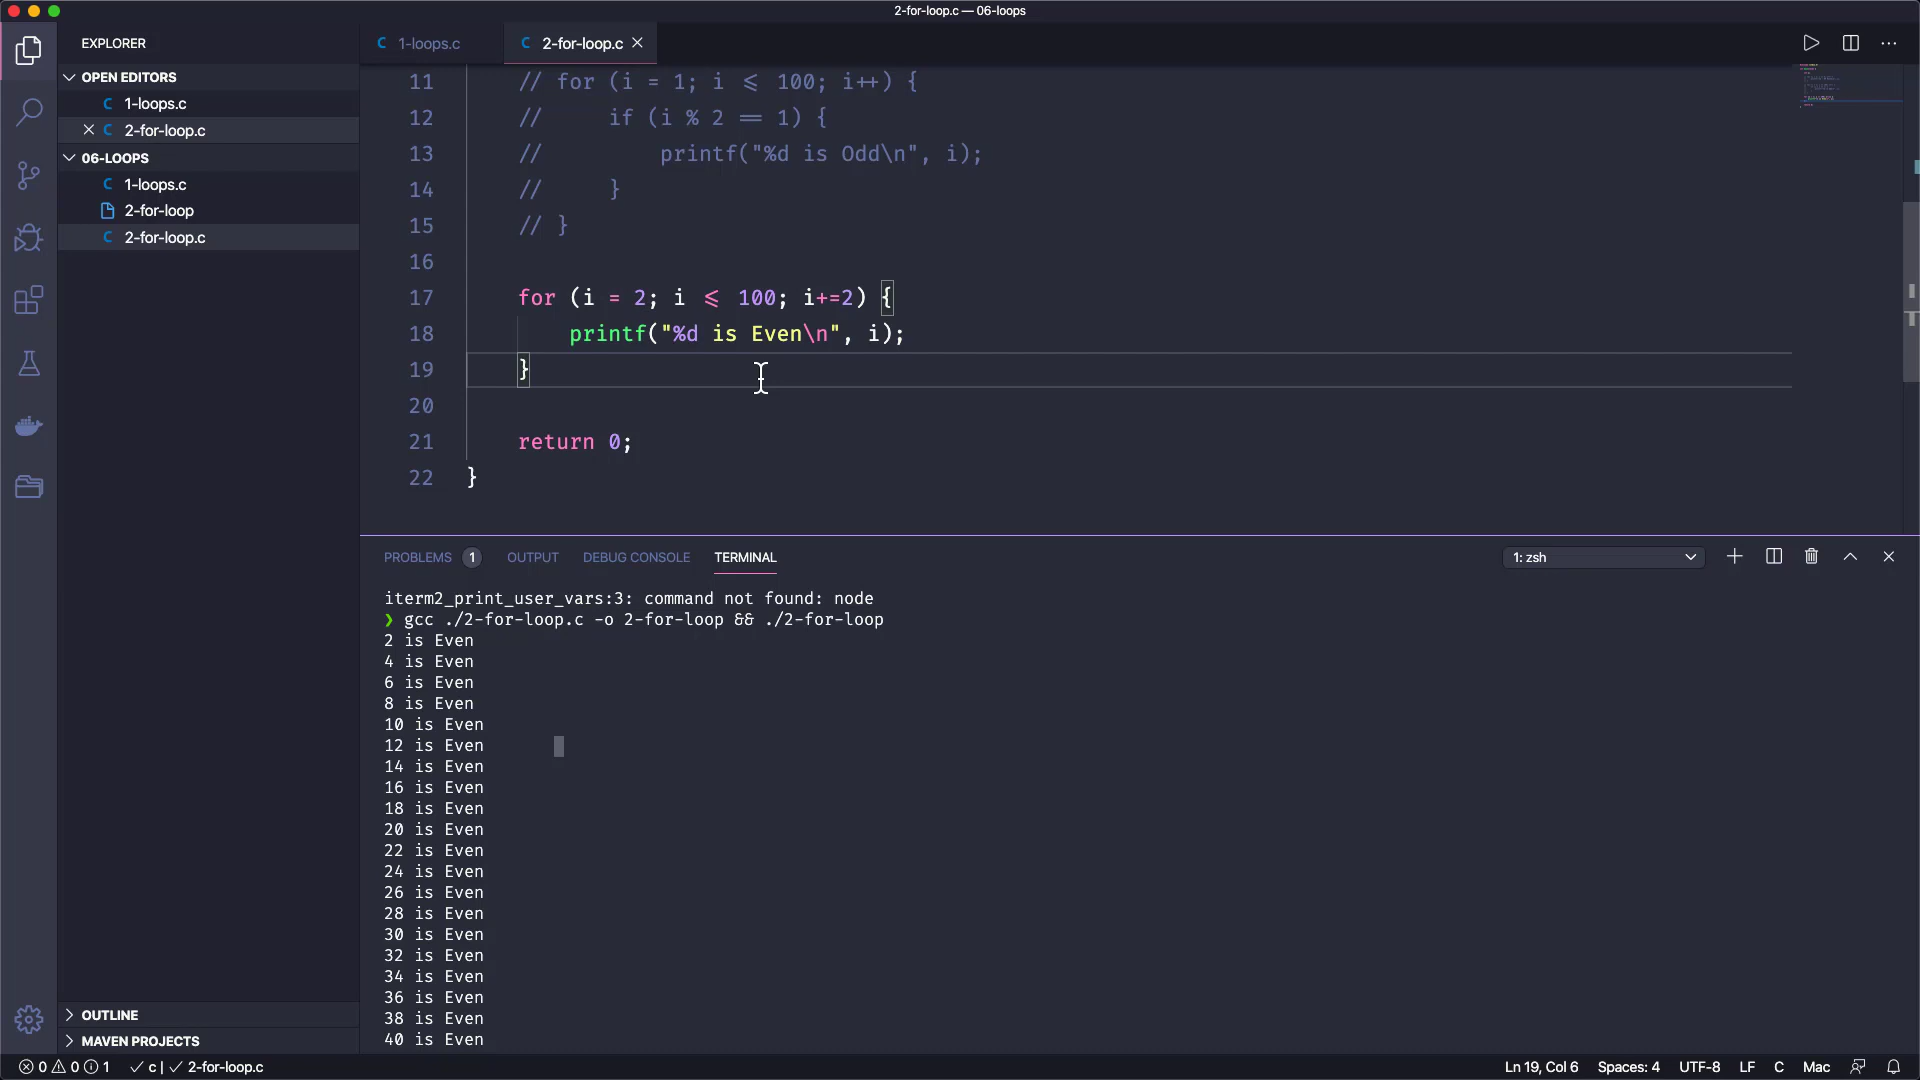 2-for-loop.c — 06-loops
EXPLORER
OPEN EDITORS
1-loops.c
2-for-loop.c
06-LOOPS
1-loops.c
2-for-loop
2-for-loop.c
OUTLINE
MAVEN PROJECTS
1-loops.c
2-for-loop.c
11 // for (i = 1; i <= 100; i++) {
12 //     if (i % 2 == 1) {
13 //         printf("%d is Odd\n", i);
14 //     }
15 // }
16
17 for (i = 2; i <= 100; i+=2) {
18     printf("%d is Even\n", i);
19 }
20
21 return 0;
22 }
PROBLEMS 1 OUTPUT DEBUG CONSOLE TERMINAL 1: zsh
iterm2_print_user_vars:3: command not found: node
❯ gcc ./2-for-loop.c -o 2-for-loop && ./2-for-loop
2 is Even
4 is Even
6 is Even
8 is Even
10 is Even
12 is Even
14 is Even
16 is Even
18 is Even
20 is Even
22 is Even
24 is Even
26 is Even
28 is Even
30 is Even
32 is Even
34 is Even
36 is Even
38 is Even
40 is Even
0 0 1 ✓ c | ✓ 2-for-loop.c Ln 19, Col 6 Spaces: 4 UTF-8 LF C Mac